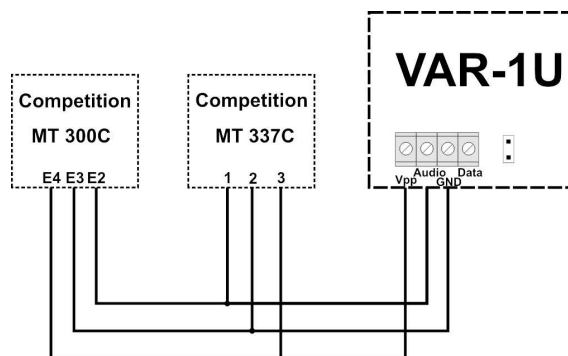 VAR-1U
Competition
MT 300C
E4 E3 E2
Competition
MT 337C
1 2 3
Audio Data
Vpp GND